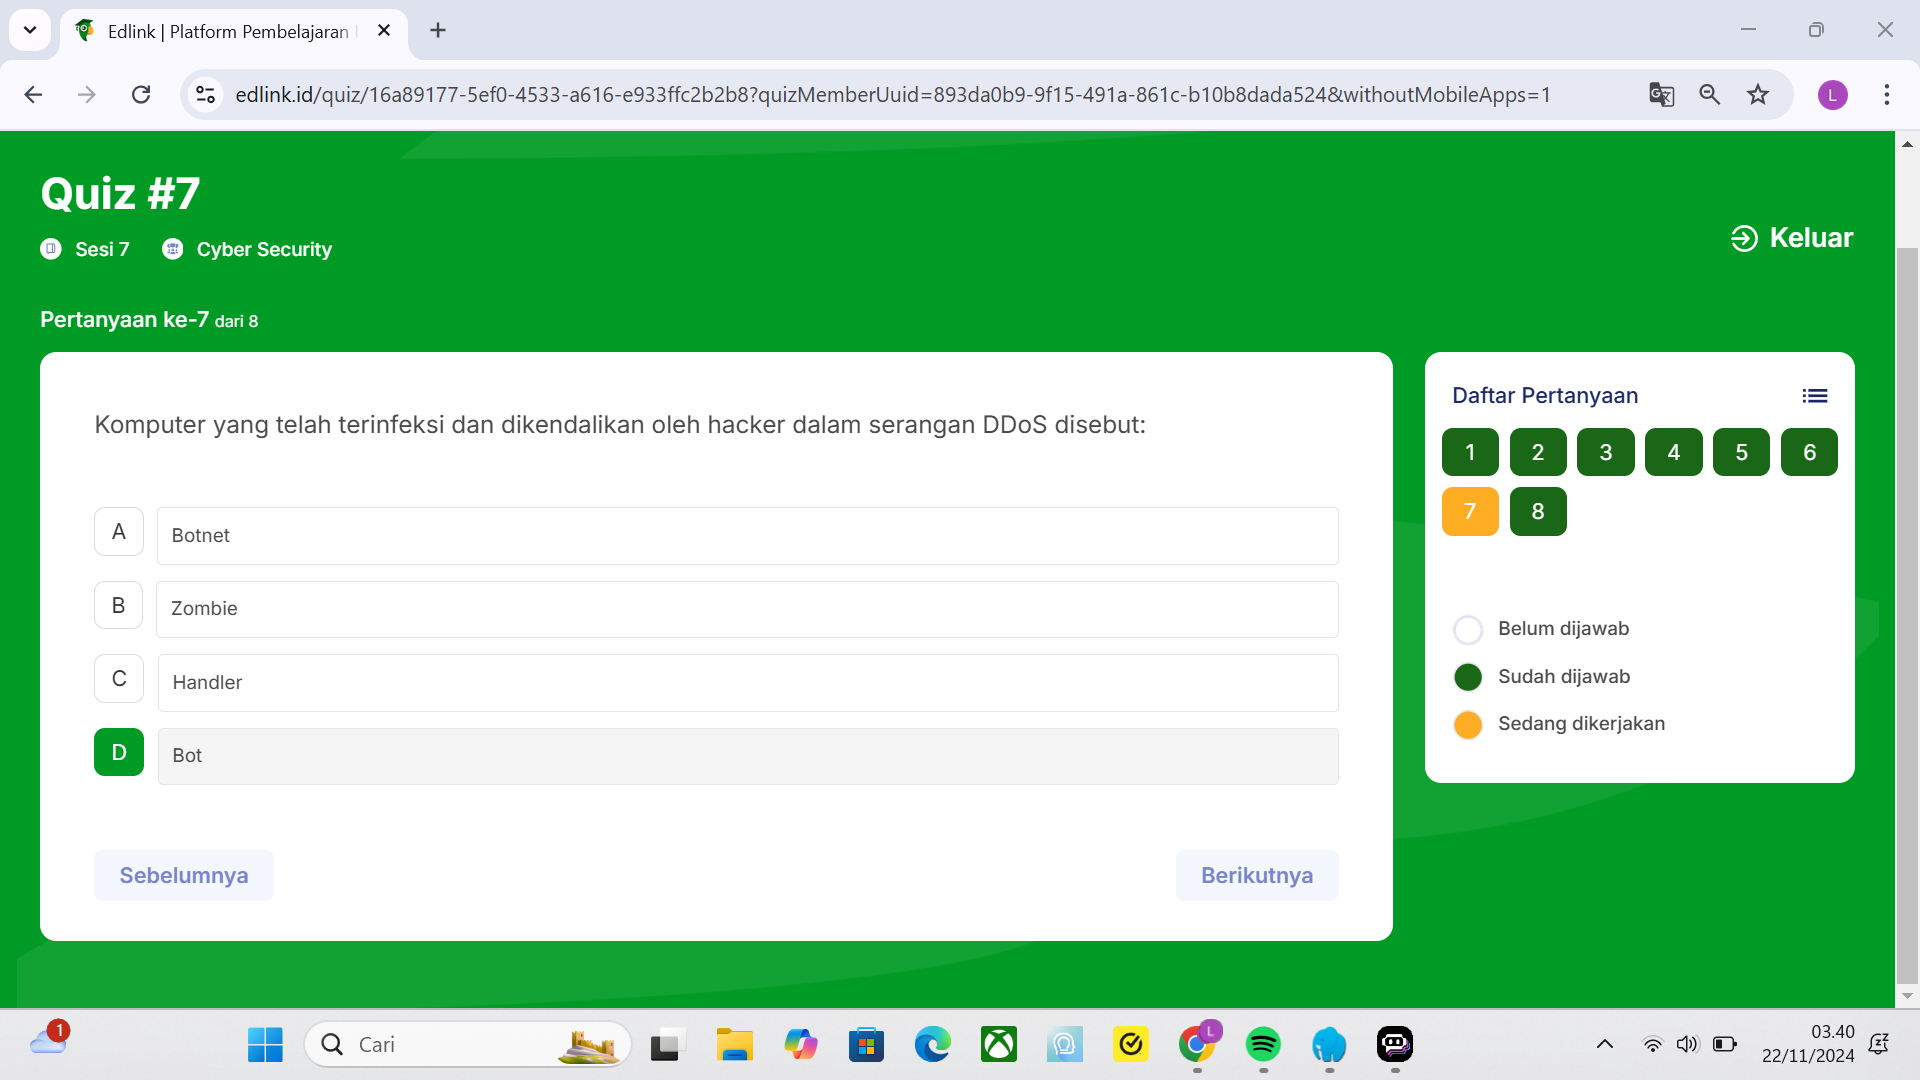 Edlink | Platform Pembelajaran
edlink.id/quiz/16a89177-5ef0-4533-a616-e933ffc2b2b8?quizMemberUuid=893da0b9-9f15-491a-861c-b10b8dada524&withoutMobileApps=1
L
Quiz #7
Sesi 7 Cyber Security
Keluar
Pertanyaan ke-7 dari 8
Komputer yang telah terinfeksi dan dikendalikan oleh hacker dalam serangan DDoS disebut:
A Botnet
B Zombie
C Handler
D Bot
Sebelumnya
Berikutnya
Daftar Pertanyaan
1 2 3 4 5 6
7 8
Belum dijawab
Sudah dijawab
Sedang dikerjakan
1
Cari
L
03.40
22/11/2024